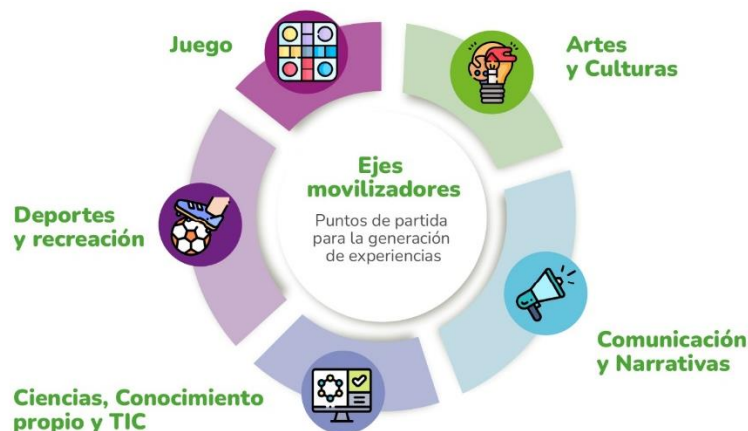 Juego
Artes
y Culturas
Ejes
movilizadores
Puntos de partida
para la generación
de experiencias
Deportes
y recreación
Comunicación
y Narrativas
Ciencias, Conocimiento
propio y TIC